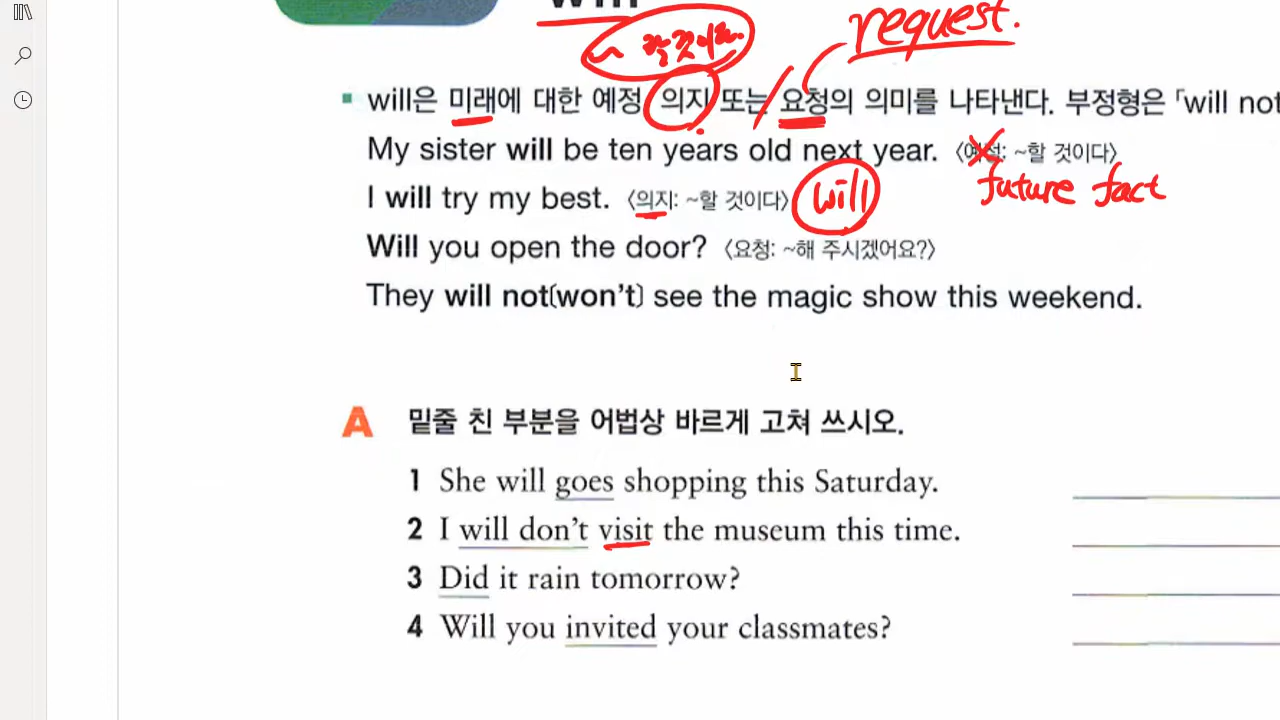 will
~ 할것이다.
request.
will은 미래에 대한 예정 의지 또는 요청의 의미를 나타낸다. 부정형은 「will not
My sister will be ten years old next year. 〈예정: ~할 것이다〉
future fact
I will try my best. 〈의지: ~할 것이다〉 will
Will you open the door? 〈요청: ~해 주시겠어요?〉
They will not(won't) see the magic show this weekend.
A 밑줄 친 부분을 어법상 바르게 고쳐 쓰시오.
1 She will goes shopping this Saturday.
2 I will don't visit the museum this time.
3 Did it rain tomorrow?
4 Will you invited your classmates?